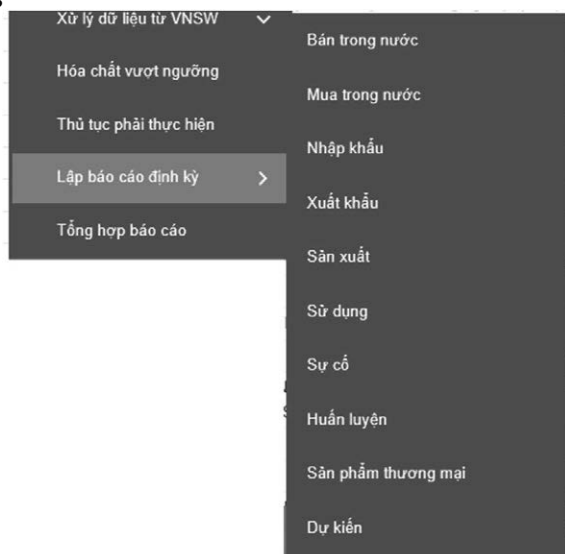 Xử lý dữ liệu từ VNSW
Hóa chất vượt ngưỡng
Thủ tục phải thực hiện
Lập báo cáo định kỳ
Tổng hợp báo cáo
Bán trong nước
Mua trong nước
Nhập khẩu
Xuất khẩu
Sản xuất
Sử dụng
Sự cố
Huấn luyện
Sản phẩm thương mại
Dự kiến